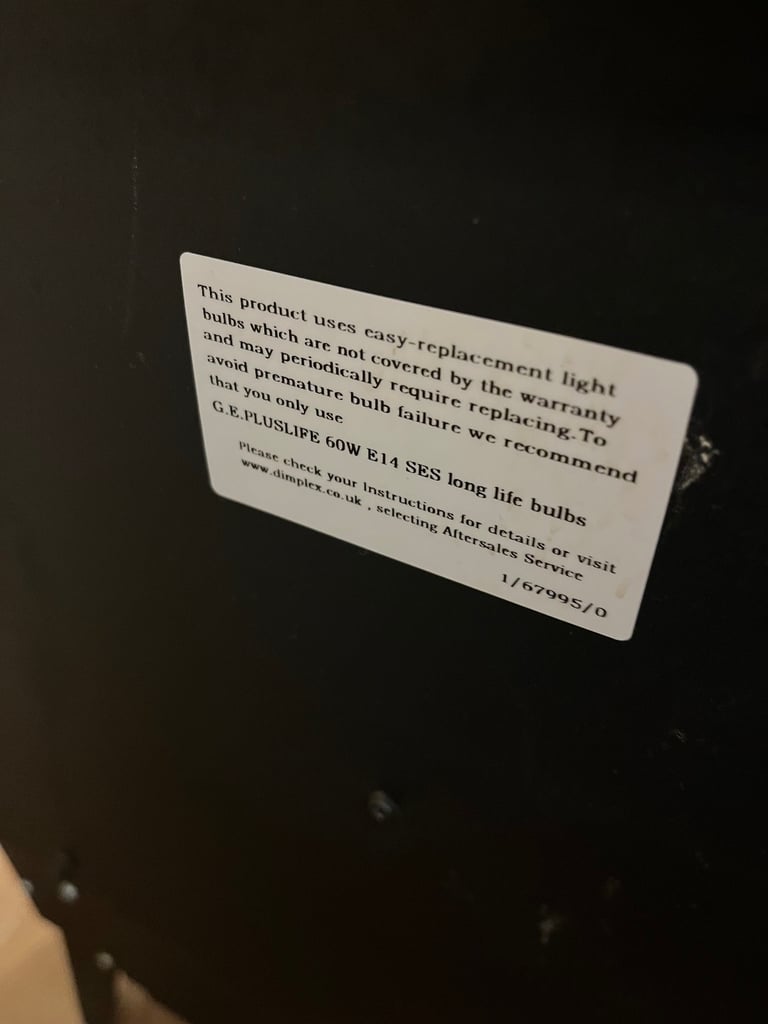 This product uses easy-replacement light
bulbs which are not covered by the warranty
and may periodically require replacing.To
avoid premature bulb failure we recommend
that you only use
G.E.PLUSLIFE 60W E14 SES long life bulbs
Please check your Instructions for details or visit
www.dimplex.co.uk , selecting Aftersales Service
1/67995/0